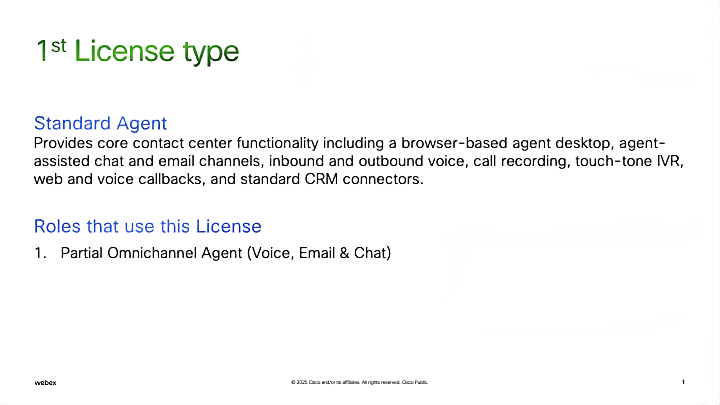 1st License type
Standard Agent
Provides core contact center functionality including a browser-based agent desktop, agent-
assisted chat and email channels, inbound and outbound voice, call recording, touch-tone IVR,
web and voice callbacks, and standard CRM connectors.
Roles that use this License
1. Partial Omnichannel Agent (Voice, Email & Chat)
webex
© 2025 Cisco and/or its affiliates. All rights reserved. Cisco Public.
1